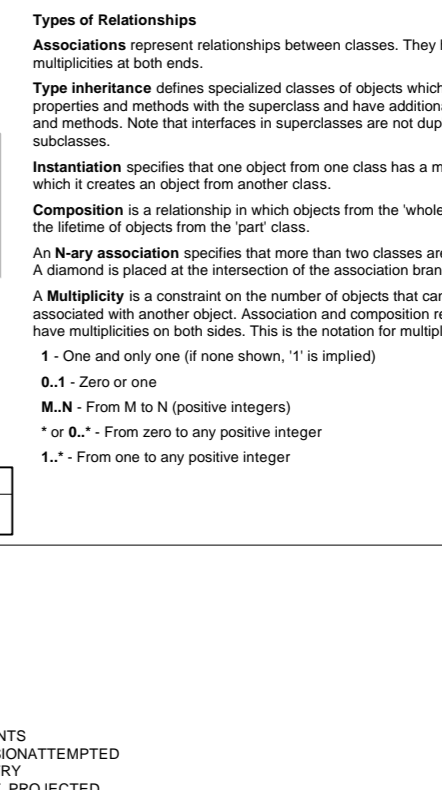 Types of Relationships
Associations represent relationships between classes. They
multiplicities at both ends.
Type inheritance defines specialized classes of objects which
properties and methods with the superclass and have
and methods. Note that interfaces in superclasses are not
subclasses.
Instantiation specifies that one object from one class has a
which it creates an object from another class.
Composition is a relationship in which objects from the 'whole
the lifetime of objects from the 'part' class.
An N-ary association specifies that more than two classes
A diamond is placed at the intersection of the association
A Multiplicity is a constraint on the number of objects that
associated with another object. Association and composition
have multiplicities on both sides. This is the notation for
1 - One and only one (if none shown, '1' is implied)
0..1 - Zero or one
M..N - From M to N (positive integers)
* or 0..* - From zero to any positive integer
1..* - From one to any positive integer
NTS
IONATTEMPTED
RY
PROJECTED